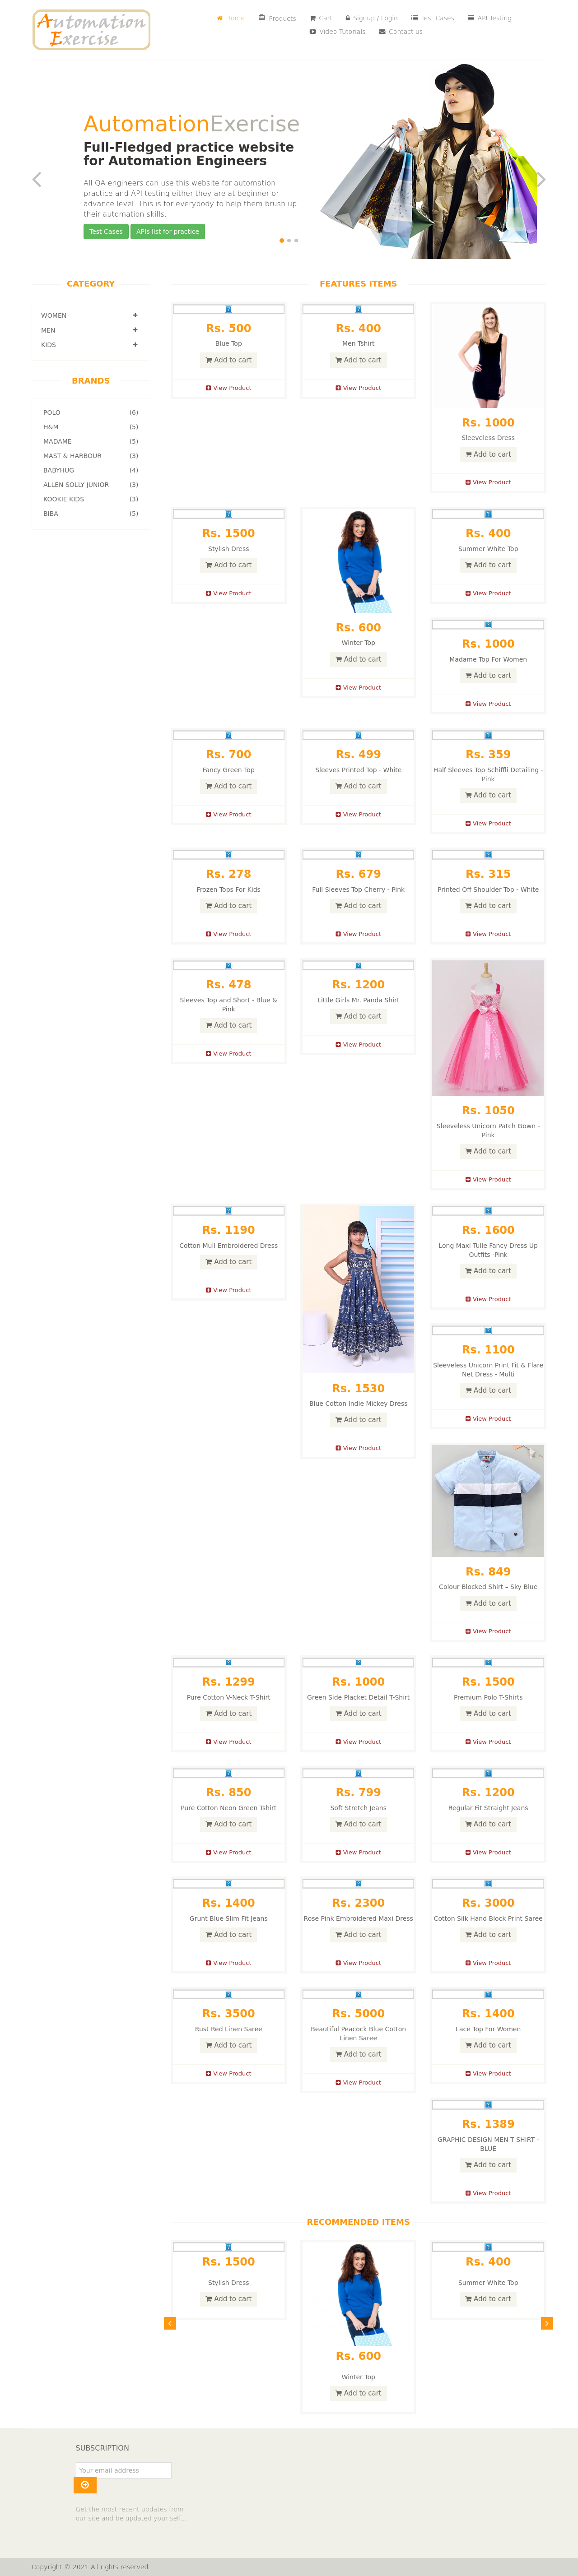 Automation
Exercise
Home
Products
Cart
Signup / Login
Test Cases
API Testing
Video Tutorials
Contact us
AutomationExercise
Full-Fledged practice website
for Automation Engineers
All QA engineers can use this website for automation
practice and API testing either they are at beginner or
advance level. This is for everybody to help them brush up
their automation skills.
Test Cases
APIs list for practice
CATEGORY
WOMEN
MEN
KIDS
BRANDS
POLO (6)
H&M (5)
MADAME (5)
MAST & HARBOUR (3)
BABYHUG (4)
ALLEN SOLLY JUNIOR (3)
KOOKIE KIDS (3)
BIBA (5)
FEATURES ITEMS
Rs. 500
Blue Top
Add to cart
View Product
Rs. 400
Men Tshirt
Add to cart
View Product
Rs. 1000
Sleeveless Dress
Add to cart
View Product
Rs. 1500
Stylish Dress
Add to cart
View Product
Rs. 600
Winter Top
Add to cart
View Product
Rs. 400
Summer White Top
Add to cart
View Product
Rs. 1000
Madame Top For Women
Add to cart
View Product
Rs. 700
Fancy Green Top
Add to cart
View Product
Rs. 499
Sleeves Printed Top - White
Add to cart
View Product
Rs. 359
Half Sleeves Top Schiffli Detailing -
Pink
Add to cart
View Product
Rs. 278
Frozen Tops For Kids
Add to cart
View Product
Rs. 679
Full Sleeves Top Cherry - Pink
Add to cart
View Product
Rs. 315
Printed Off Shoulder Top - White
Add to cart
View Product
Rs. 478
Sleeves Top and Short - Blue &
Pink
Add to cart
View Product
Rs. 1200
Little Girls Mr. Panda Shirt
Add to cart
View Product
Rs. 1050
Sleeveless Unicorn Patch Gown -
Pink
Add to cart
View Product
Rs. 1190
Cotton Mull Embroidered Dress
Add to cart
View Product
Rs. 1530
Blue Cotton Indie Mickey Dress
Add to cart
View Product
Rs. 1600
Long Maxi Tulle Fancy Dress Up
Outfits -Pink
Add to cart
View Product
Rs. 1100
Sleeveless Unicorn Print Fit & Flare
Net Dress - Multi
Add to cart
View Product
Rs. 849
Colour Blocked Shirt – Sky Blue
Add to cart
View Product
Rs. 1299
Pure Cotton V-Neck T-Shirt
Add to cart
View Product
Rs. 1000
Green Side Placket Detail T-Shirt
Add to cart
View Product
Rs. 1500
Premium Polo T-Shirts
Add to cart
View Product
Rs. 850
Pure Cotton Neon Green Tshirt
Add to cart
View Product
Rs. 799
Soft Stretch Jeans
Add to cart
View Product
Rs. 1200
Regular Fit Straight Jeans
Add to cart
View Product
Rs. 1400
Grunt Blue Slim Fit Jeans
Add to cart
View Product
Rs. 2300
Rose Pink Embroidered Maxi Dress
Add to cart
View Product
Rs. 3000
Cotton Silk Hand Block Print Saree
Add to cart
View Product
Rs. 3500
Rust Red Linen Saree
Add to cart
View Product
Rs. 5000
Beautiful Peacock Blue Cotton
Linen Saree
Add to cart
View Product
Rs. 1400
Lace Top For Women
Add to cart
View Product
Rs. 1389
GRAPHIC DESIGN MEN T SHIRT -
BLUE
Add to cart
View Product
RECOMMENDED ITEMS
Rs. 1500
Stylish Dress
Add to cart
Rs. 600
Winter Top
Add to cart
Rs. 400
Summer White Top
Add to cart
SUBSCRIPTION
Your email address
Get the most recent updates from
our site and be updated your self.
Copyright © 2021 All rights reserved